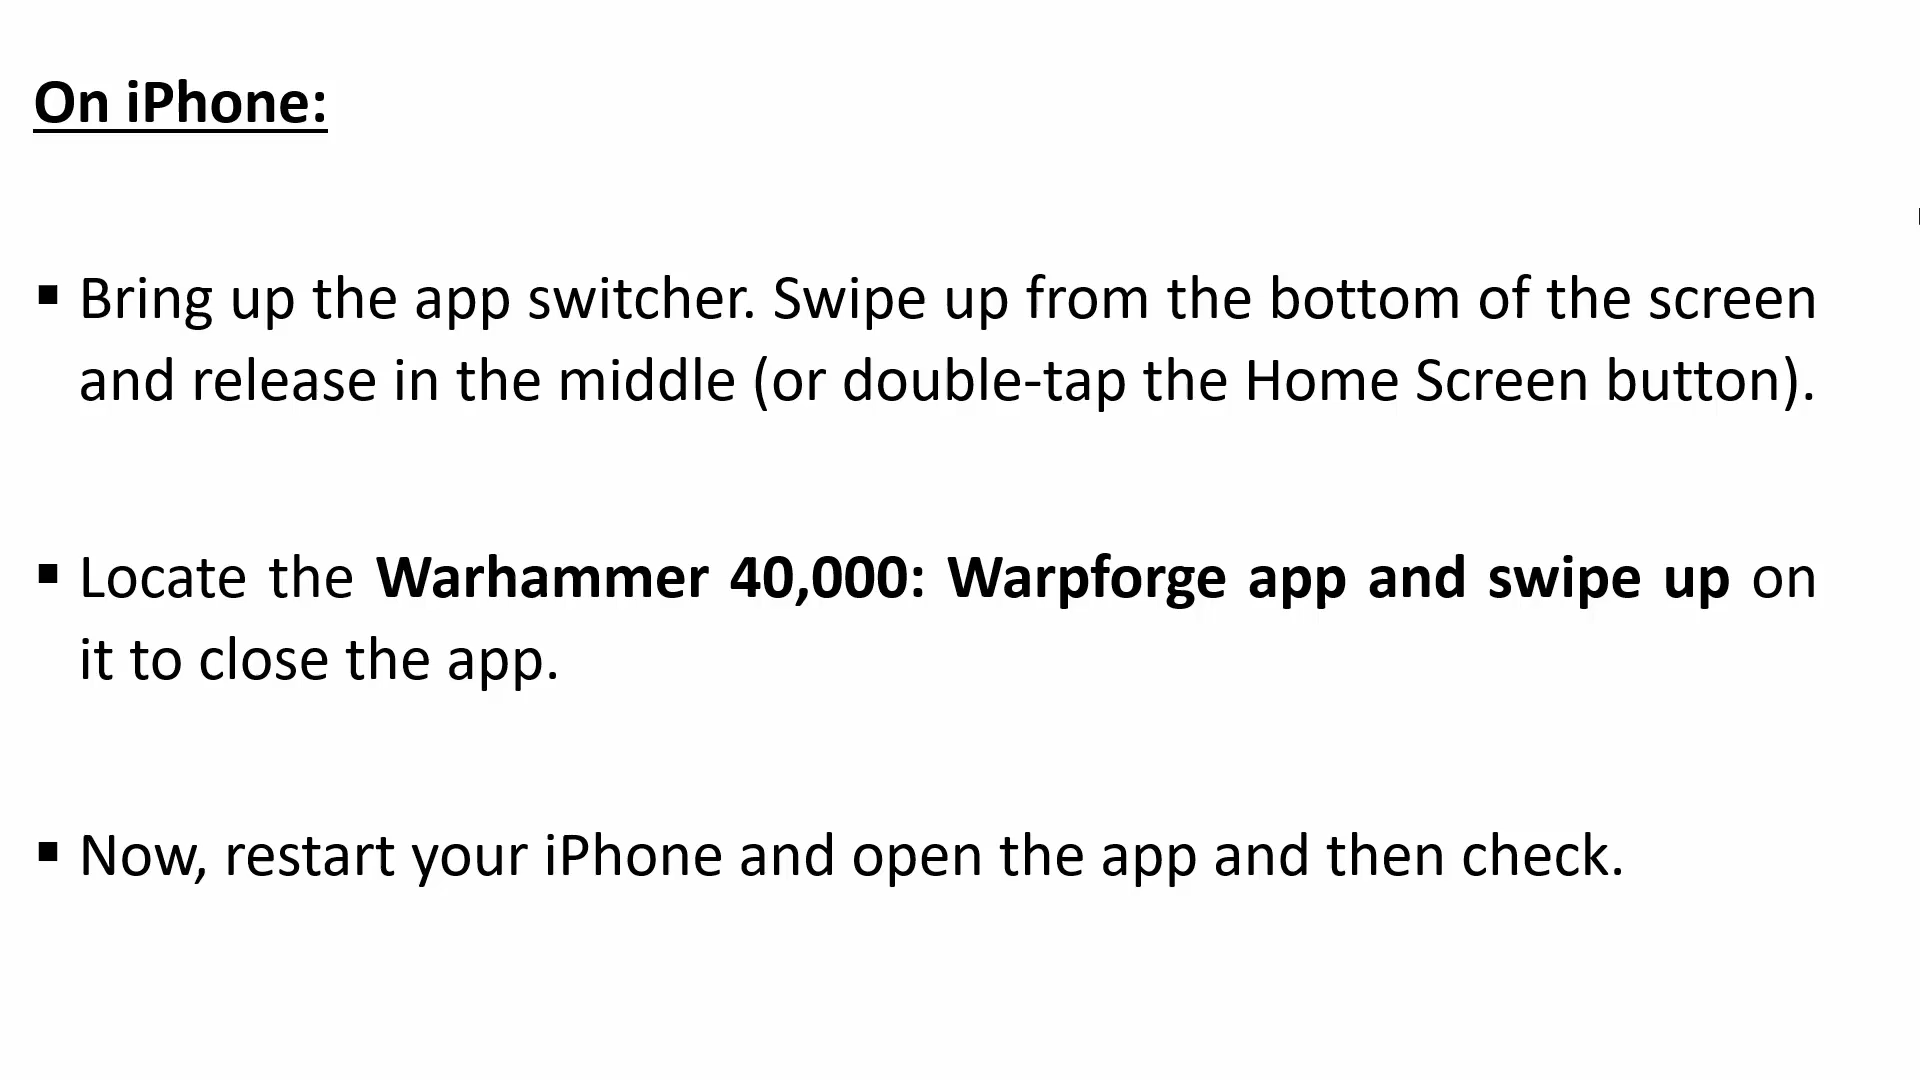 On iPhone:
▪ Bring up the app switcher. Swipe up from the bottom of the screen
and release in the middle (or double-tap the Home Screen button).
▪ Locate the Warhammer 40,000: Warpforge app and swipe up on
it to close the app.
▪ Now, restart your iPhone and open the app and then check.